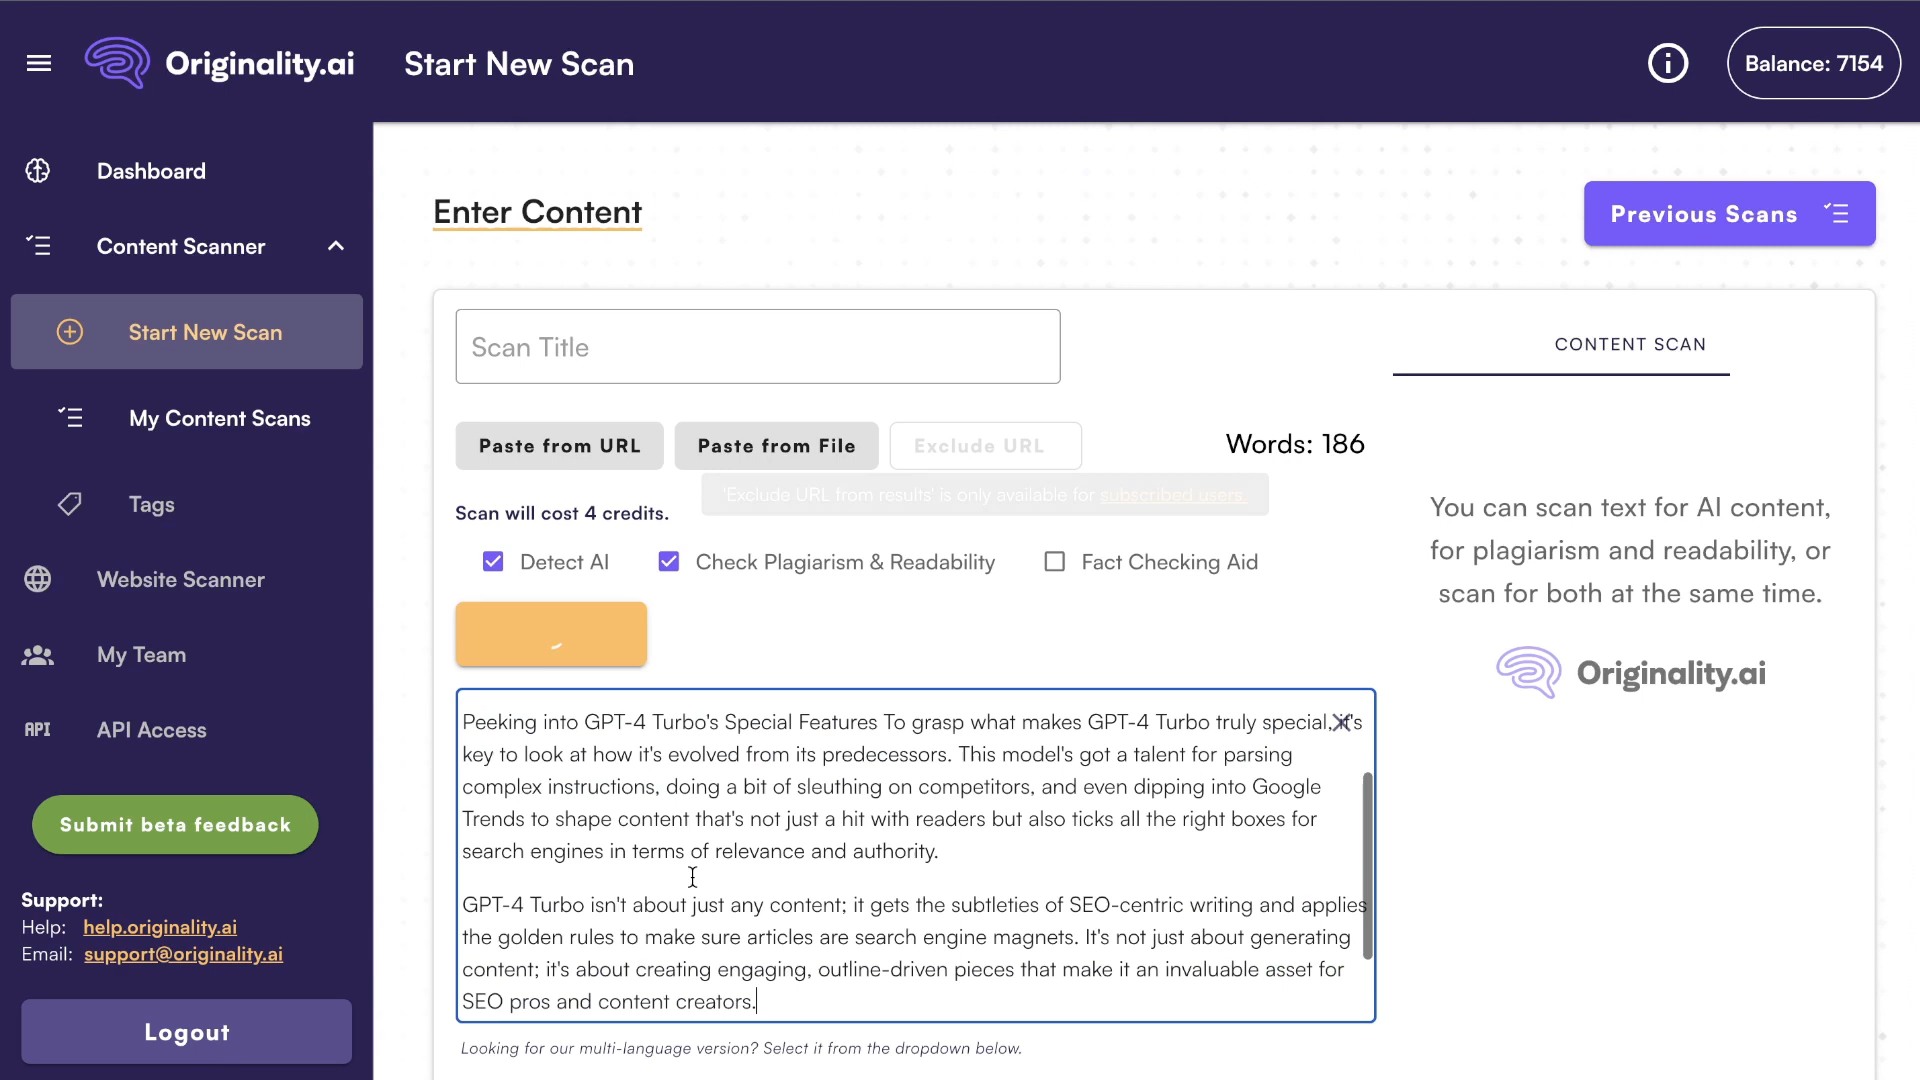 Originality.ai
Start New Scan
Balance: 7154
Dashboard
Content Scanner
Start New Scan
My Content Scans
Tags
Website Scanner
My Team
API
API Access
Submit beta feedback
Support:
Help: help.originality.ai
Email: support@originality.ai
Logout
Enter Content
Previous Scans
Scan Title
Paste from URL
Paste from File
Exclude URL
Words: 186
'Exclude URL from results' is only available for subscribed users.
Scan will cost 4 credits.
Detect AI
Check Plagiarism & Readability
Fact Checking Aid
Peeking into GPT-4 Turbo's Special Features To grasp what makes GPT-4 Turbo truly special, it's
key to look at how it's evolved from its predecessors. This model's got a talent for parsing
complex instructions, doing a bit of sleuthing on competitors, and even dipping into Google
Trends to shape content that's not just a hit with readers but also ticks all the right boxes for
search engines in terms of relevance and authority.
GPT-4 Turbo isn't about just any content; it gets the subtleties of SEO-centric writing and applies
the golden rules to make sure articles are search engine magnets. It's not just about generating
content; it's about creating engaging, outline-driven pieces that make it an invaluable asset for
SEO pros and content creators.
Looking for our multi-language version? Select it from the dropdown below.
CONTENT SCAN
You can scan text for AI content,
for plagiarism and readability, or
scan for both at the same time.
Originality.ai